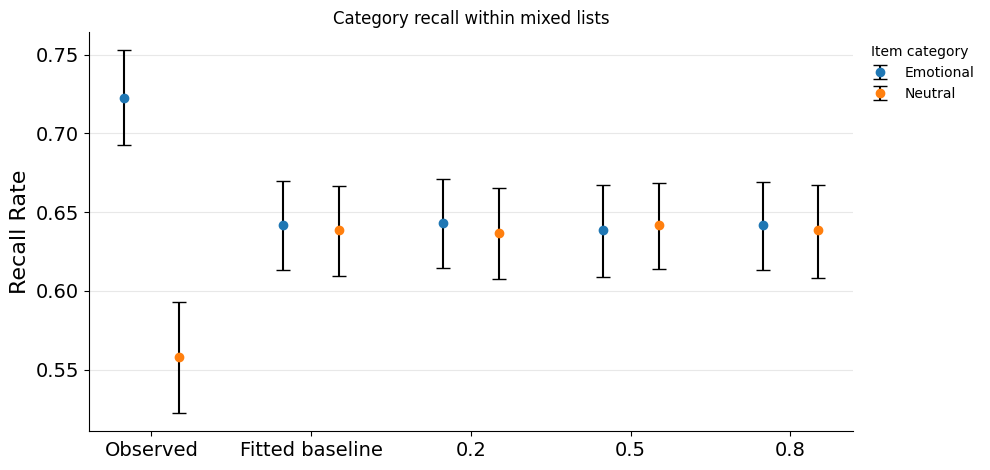 Category recall within mixed lists
Item category
Emotional
Neutral
Recall Rate
0.75
0.70
0.65
0.60
0.55
Observed
Fitted baseline
0.2
0.5
0.8